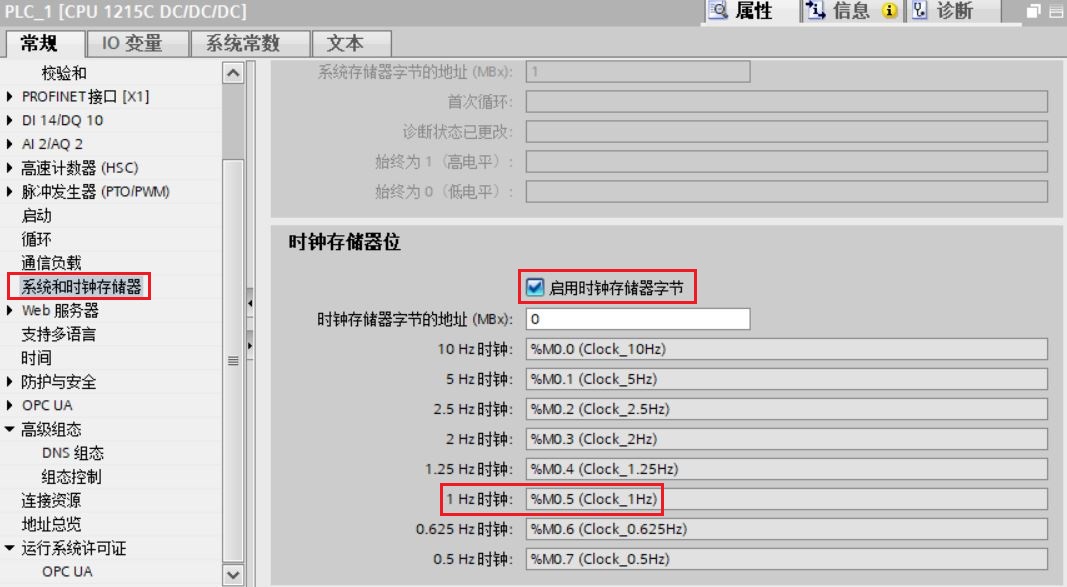 PLC_1 [CPU 1215C DC/DC/DC]
属性 信息 诊断
常规 IO 变量 系统常数 文本
校验和
PROFINET接口 [X1]
DI 14/DQ 10
AI 2/AQ 2
高速计数器 (HSC)
脉冲发生器 (PTO/PWM)
启动
循环
通信负载
系统和时钟存储器
Web 服务器
支持多语言
时间
防护与安全
OPC UA
高级组态
DNS 组态
组态控制
连接资源
地址总览
运行系统许可证
OPC UA
系统存储器字节的地址 (MBx): 1
首次循环:
诊断状态已更改:
始终为 1（高电平）:
始终为 0（低电平）:
时钟存储器位
启用时钟存储器字节
时钟存储器字节的地址 (MBx): 0
10 Hz 时钟: %M0.0 (Clock_10Hz)
5 Hz 时钟: %M0.1 (Clock_5Hz)
2.5 Hz 时钟: %M0.2 (Clock_2.5Hz)
2 Hz 时钟: %M0.3 (Clock_2Hz)
1.25 Hz 时钟: %M0.4 (Clock_1.25Hz)
1 Hz 时钟: %M0.5 (Clock_1Hz)
0.625 Hz 时钟: %M0.6 (Clock_0.625Hz)
0.5 Hz 时钟: %M0.7 (Clock_0.5Hz)